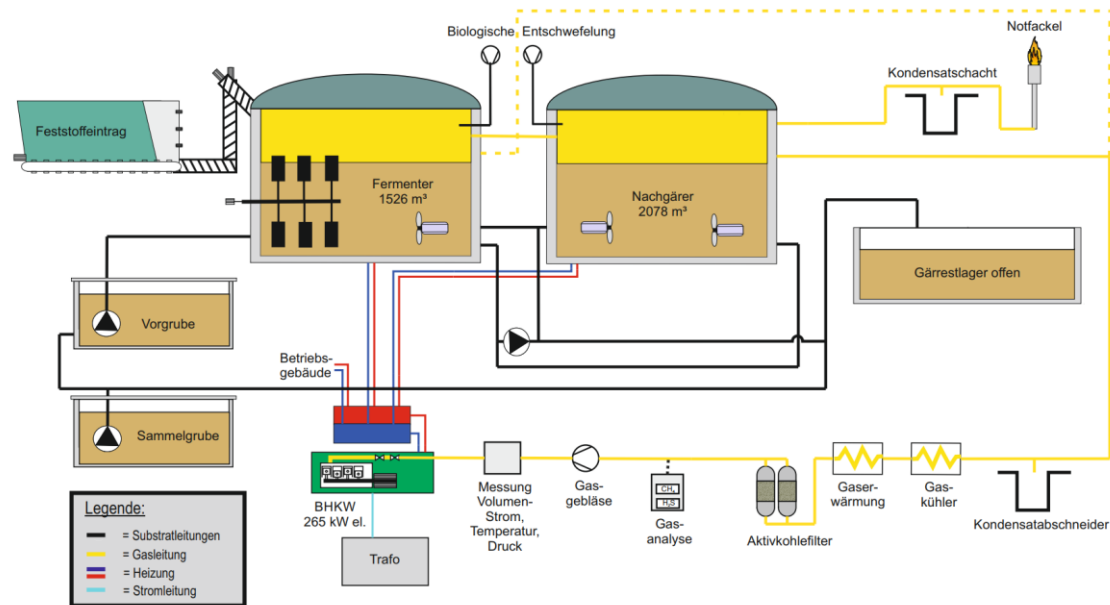 Biologische Entschwefelung
Notfackel
Kondensatschacht
Feststoffeintrag
Fermenter
1526 m³
Nachgärer
2078 m³
Gärrestlager offen
Vorgrube
Betriebs-
gebäude
Sammelgrube
BHKW
265 kW el.
Trafo
Messung
Volumen-
Strom,
Temperatur,
Druck
Gas-
gebläse
CH₄
H₂S
Gas-
analyse
Aktivkohlefilter
Gaser-
wärmung
Gas-
kühler
Kondensatabschneider
Legende:
= Substratleitungen
= Gasleitung
= Heizung
= Stromleitung